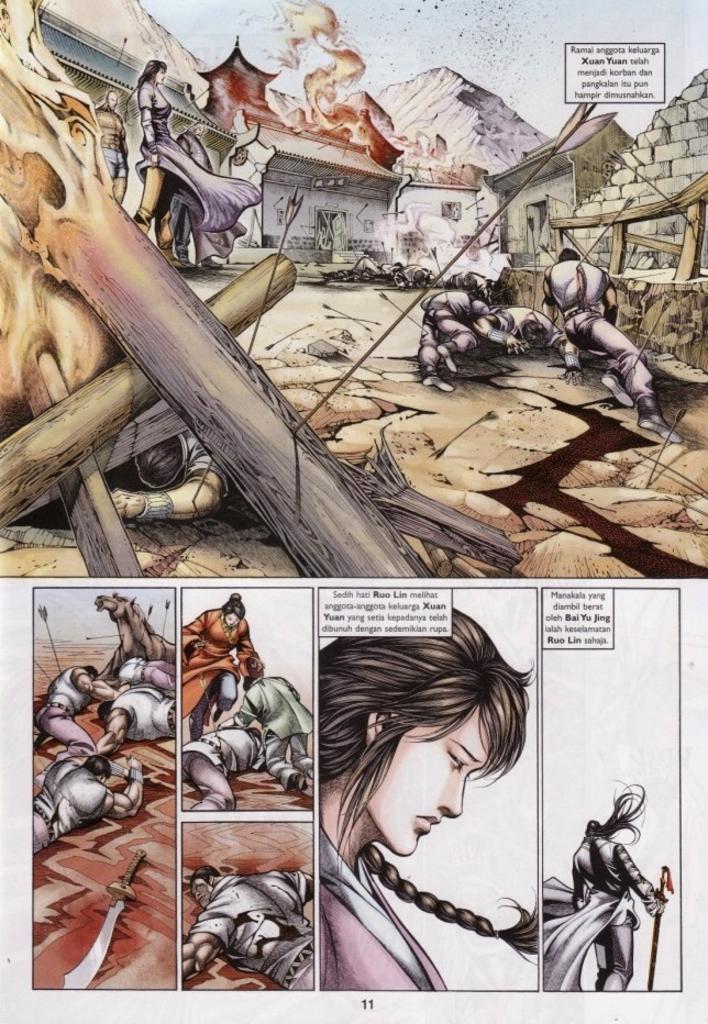 Ramai anggota keluarga
Xuan Yuan telah
menjadi korban dan
pangkalan itu pun
hampir dimusnahkan.
Sedih hati Ruo Lin melihat
anggota-anggota keluarga Xuan
Yuan yang setia kepadanya telah
dibunuh dengan sedemikian rupa.
Manakala yang
diambil berat
oleh Bai Yu Jing
ialah keselamatan
Ruo Lin sahaja.
11